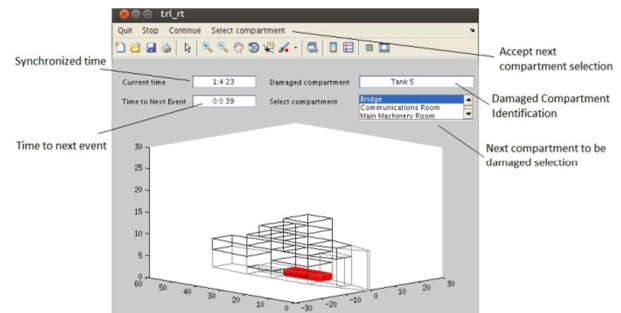 trl_rt
Quit Stop Continue Select compartment
Accept next compartment selection
Synchronized time
Current time 1:4 23 Damaged compartment Tank 5
Damaged Compartment Identification
Time to Next Event 0:0 39 Select compartment Bridge
Communications Room
Main Machinery Room
Time to next event
Next compartment to be damaged selection
30
25
20
15
10
5
0
60 50 40 30 20 10 0
-30 -20 -10 0 10 20 30